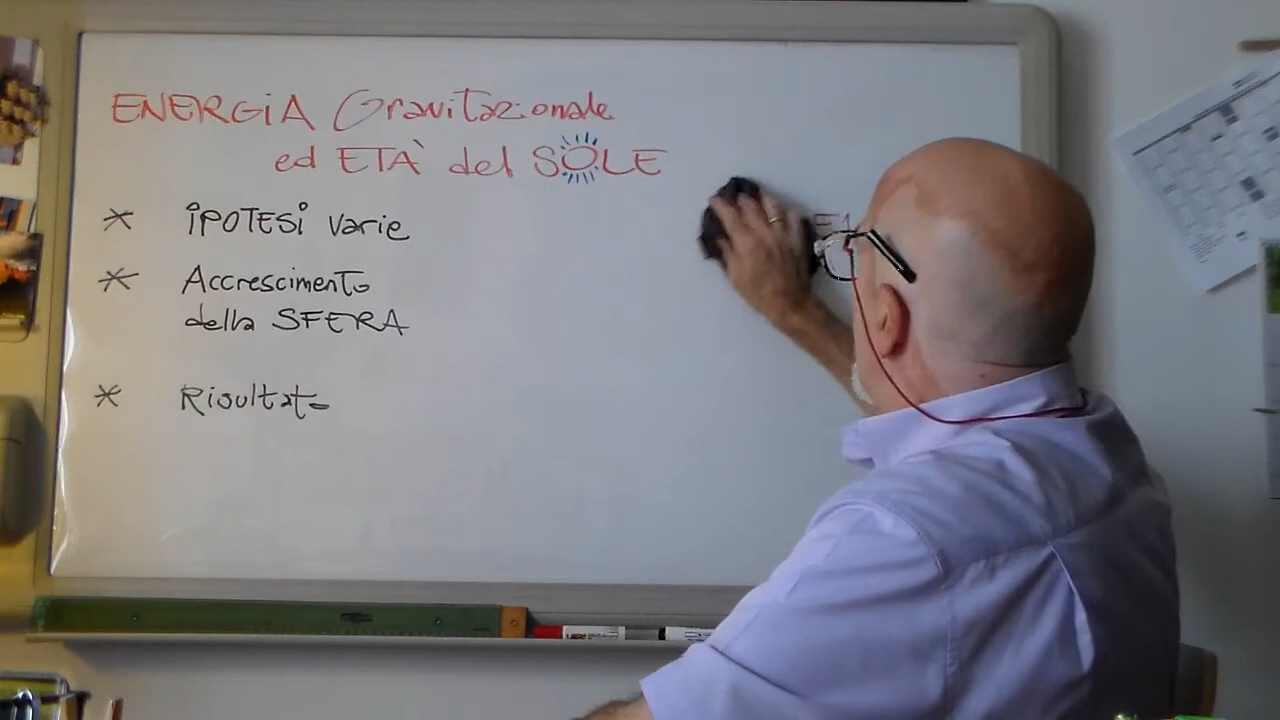 ENERGIA Gravitazionale
ed ETÀ del SOLE
* IPOTESI varie
* Accrescimento
della SFERA
* Risultato